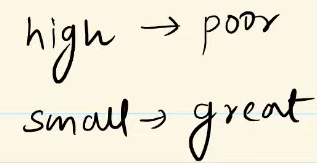 high → poor
small → great